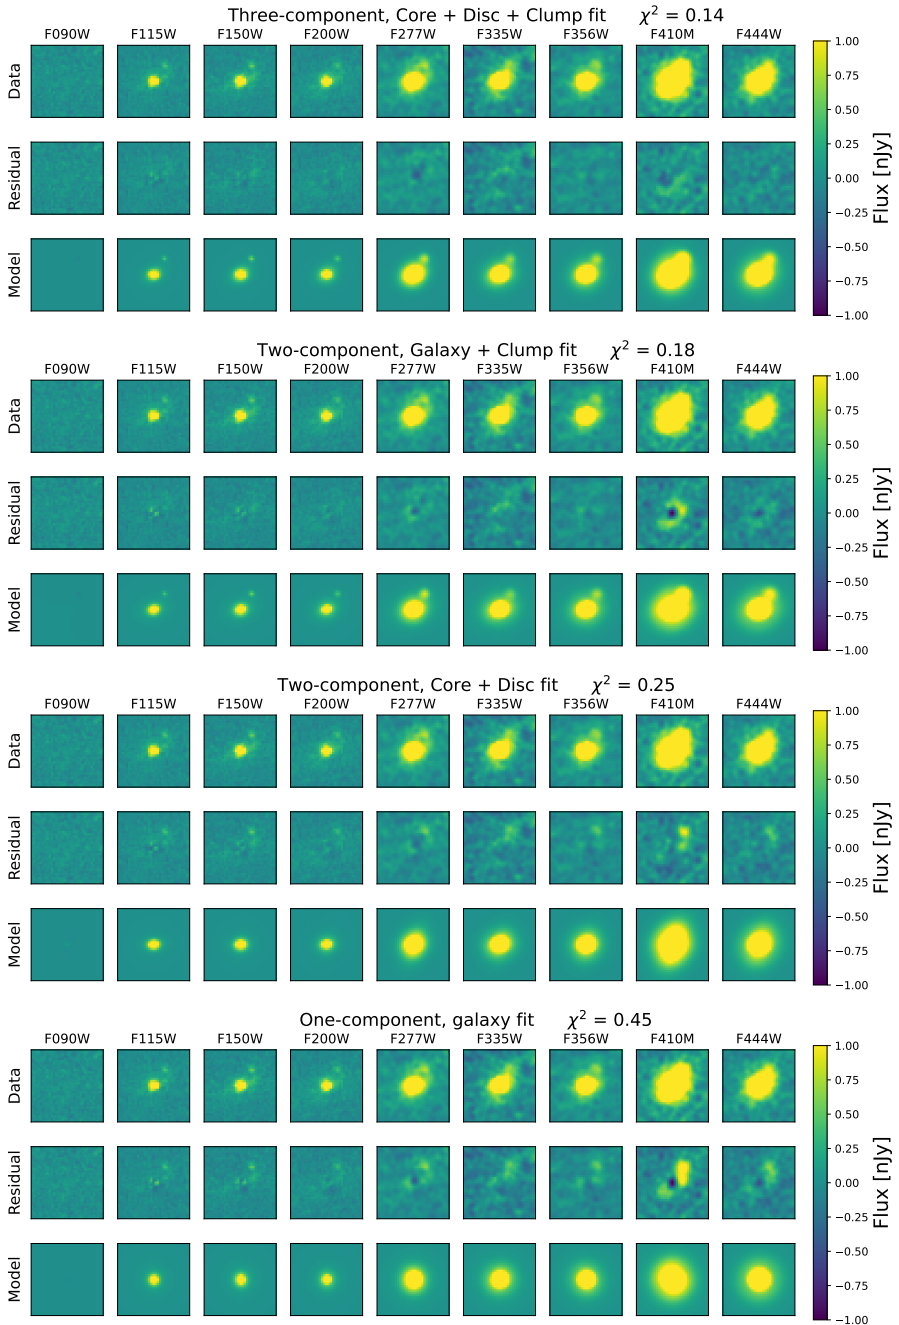 Three-component, Core + Disc + Clump fit χ² = 0.14
F090W F115W F150W F200W F277W F335W F356W F410M F444W
Data
Residual
Model
1.00
0.75
0.50
0.25
0.00
−0.25
−0.50
−0.75
−1.00
Flux [nJy]
Two-component, Galaxy + Clump fit χ² = 0.18
F090W F115W F150W F200W F277W F335W F356W F410M F444W
Data
Residual
Model
1.00
0.75
0.50
0.25
0.00
−0.25
−0.50
−0.75
−1.00
Flux [nJy]
Two-component, Core + Disc fit χ² = 0.25
F090W F115W F150W F200W F277W F335W F356W F410M F444W
Data
Residual
Model
1.00
0.75
0.50
0.25
0.00
−0.25
−0.50
−0.75
−1.00
Flux [nJy]
One-component, galaxy fit χ² = 0.45
F090W F115W F150W F200W F277W F335W F356W F410M F444W
Data
Residual
Model
1.00
0.75
0.50
0.25
0.00
−0.25
−0.50
−0.75
−1.00
Flux [nJy]